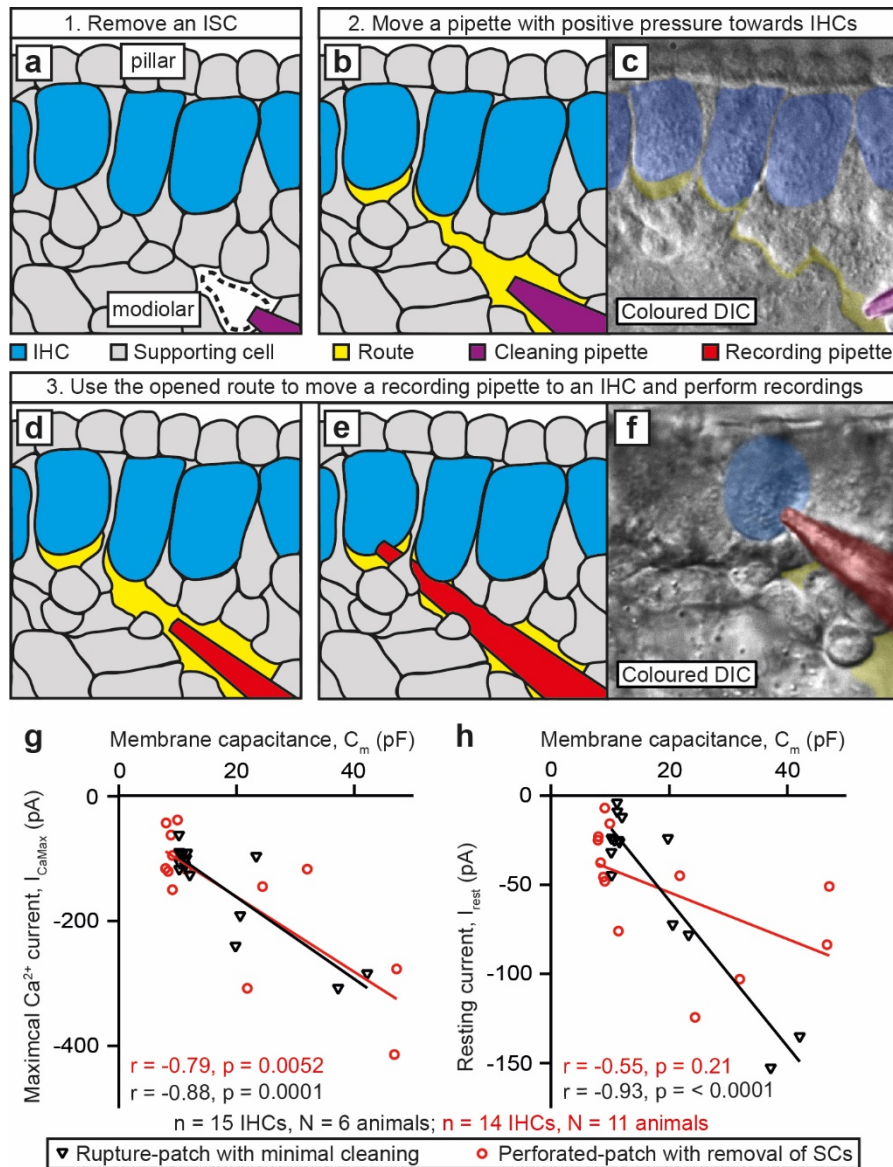 1. Remove an ISC
2. Move a pipette with positive pressure towards IHCs
a
pillar
modiolar
b
c
Coloured DIC
IHC
Supporting cell
Route
Cleaning pipette
Recording pipette
3. Use the opened route to move a recording pipette to an IHC and perform recordings
d
e
f
Coloured DIC
g
Membrane capacitance, Cm (pF)
0 20 40
Maximcal Ca²⁺ current, ICaMax (pA)
0
-200
-400
r = -0.79, p = 0.0052
r = -0.88, p = 0.0001
h
Membrane capacitance, Cm (pF)
0 20 40
Resting current, Irest (pA)
0
-50
-100
-150
r = -0.55, p = 0.21
r = -0.93, p = < 0.0001
n = 15 IHCs, N = 6 animals; n = 14 IHCs, N = 11 animals
Rupture-patch with minimal cleaning
Perforated-patch with removal of SCs